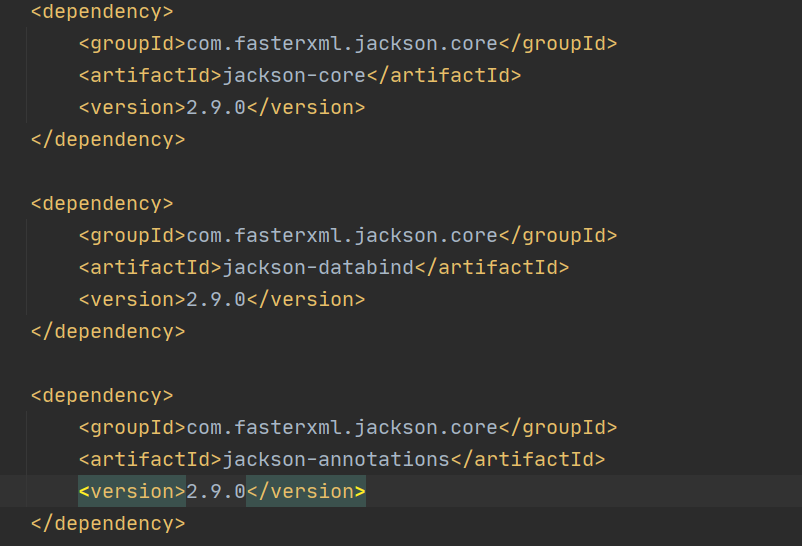 <dependency>
<groupId>com.fasterxml.jackson.core</groupId>
<artifactId>jackson-core</artifactId>
<version>2.9.0</version>
</dependency>
<dependency>
<groupId>com.fasterxml.jackson.core</groupId>
<artifactId>jackson-databind</artifactId>
<version>2.9.0</version>
</dependency>
<dependency>
<groupId>com.fasterxml.jackson.core</groupId>
<artifactId>jackson-annotations</artifactId>
<version>2.9.0</version>
</dependency>